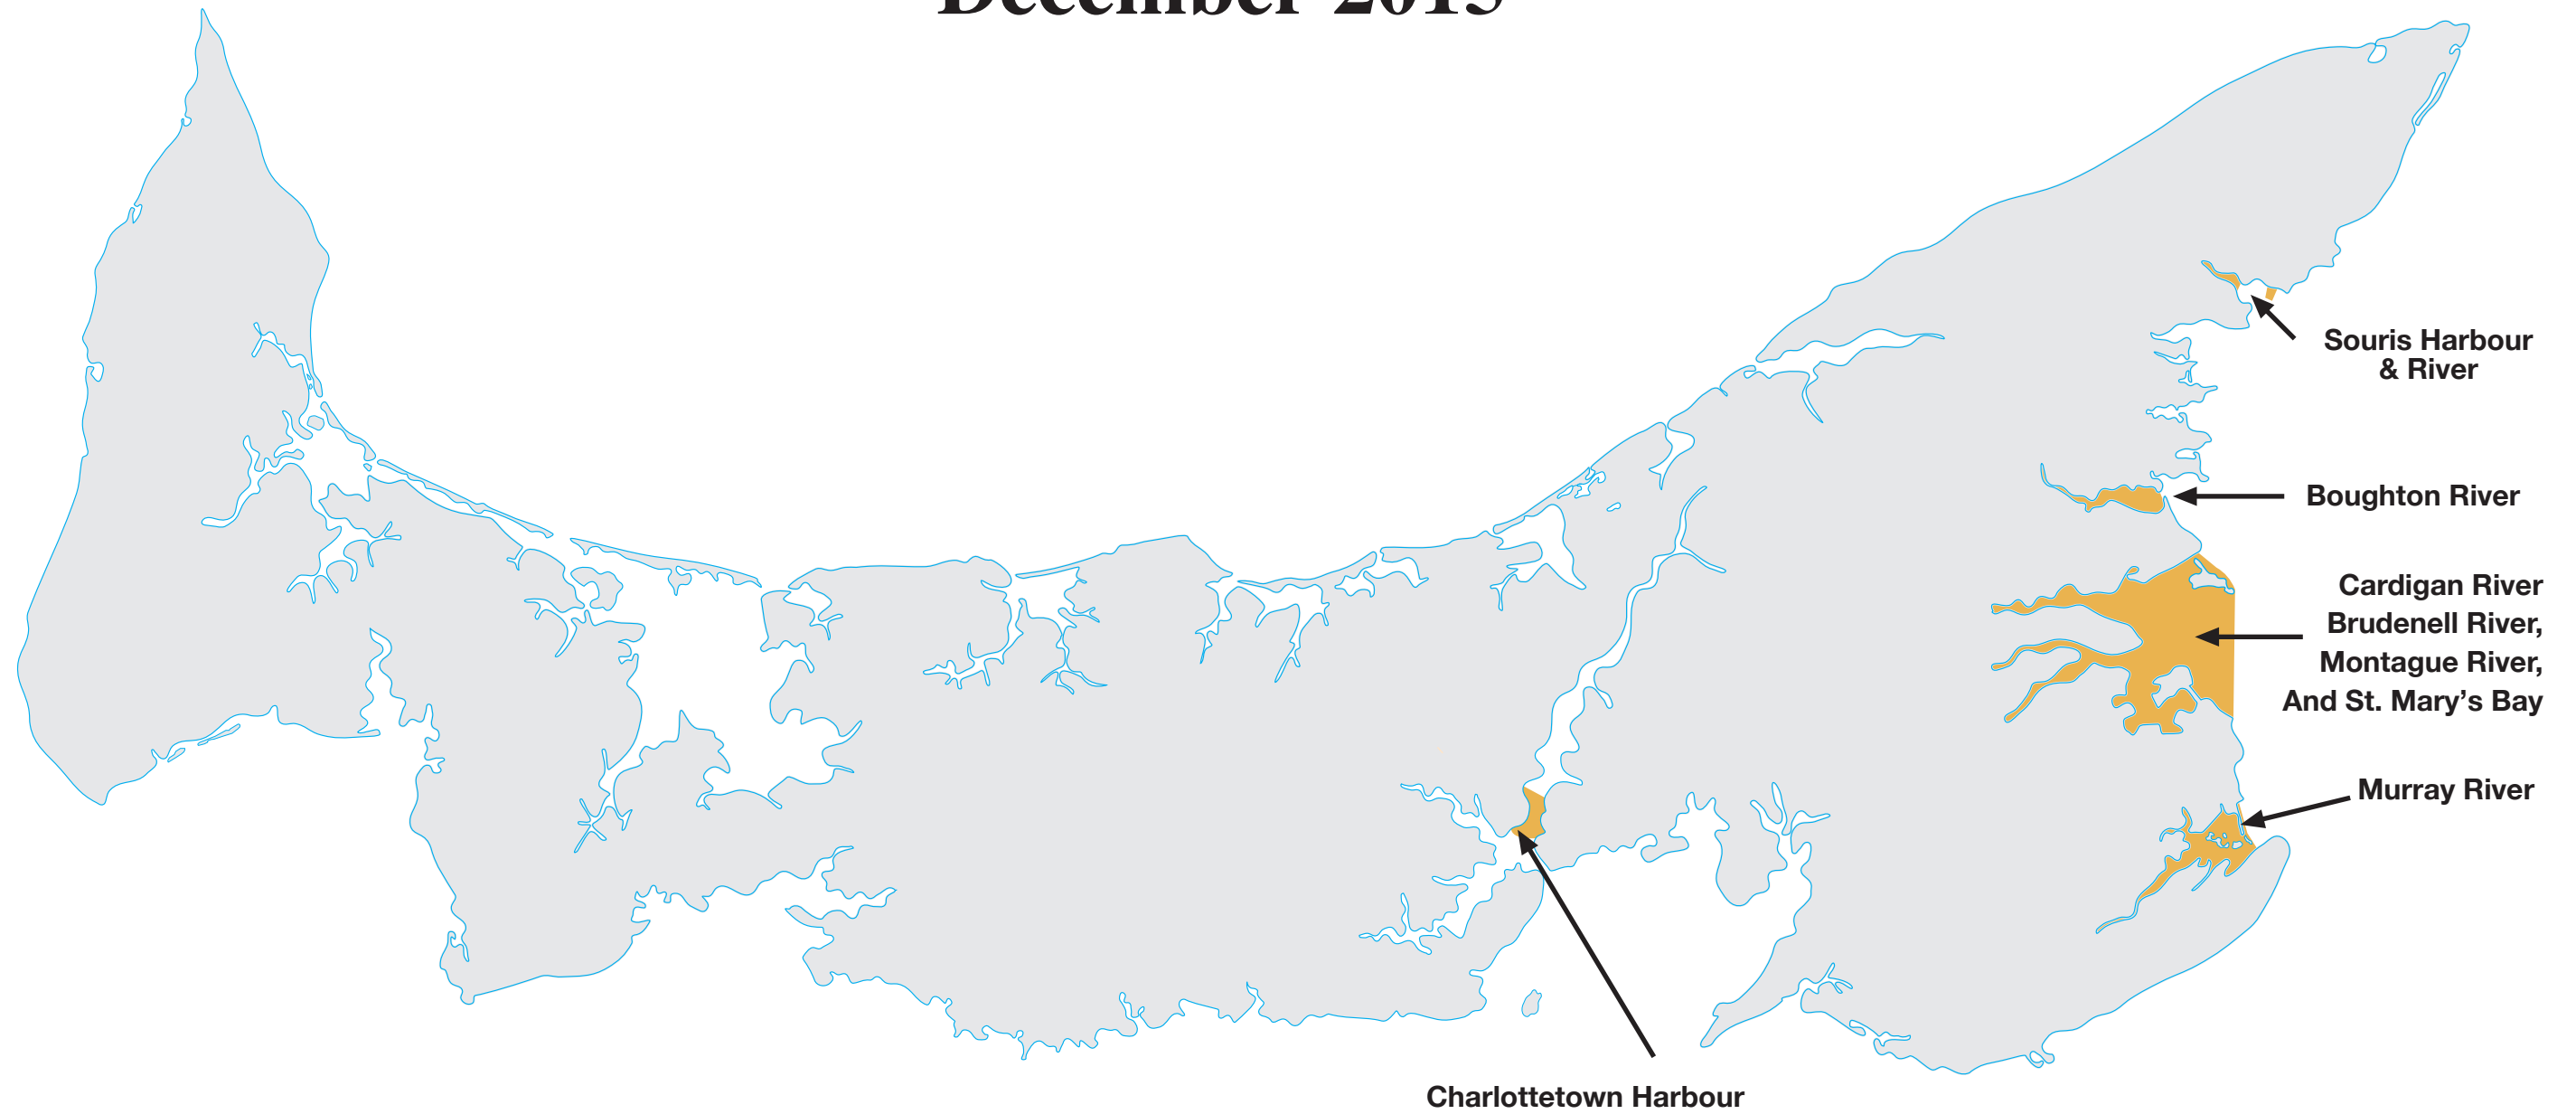 December
Souris Harbour
& River
Boughton River
Cardigan River
Brudenell River,
Montague River,
And St. Mary’s Bay
Murray River
Charlottetown Harbour